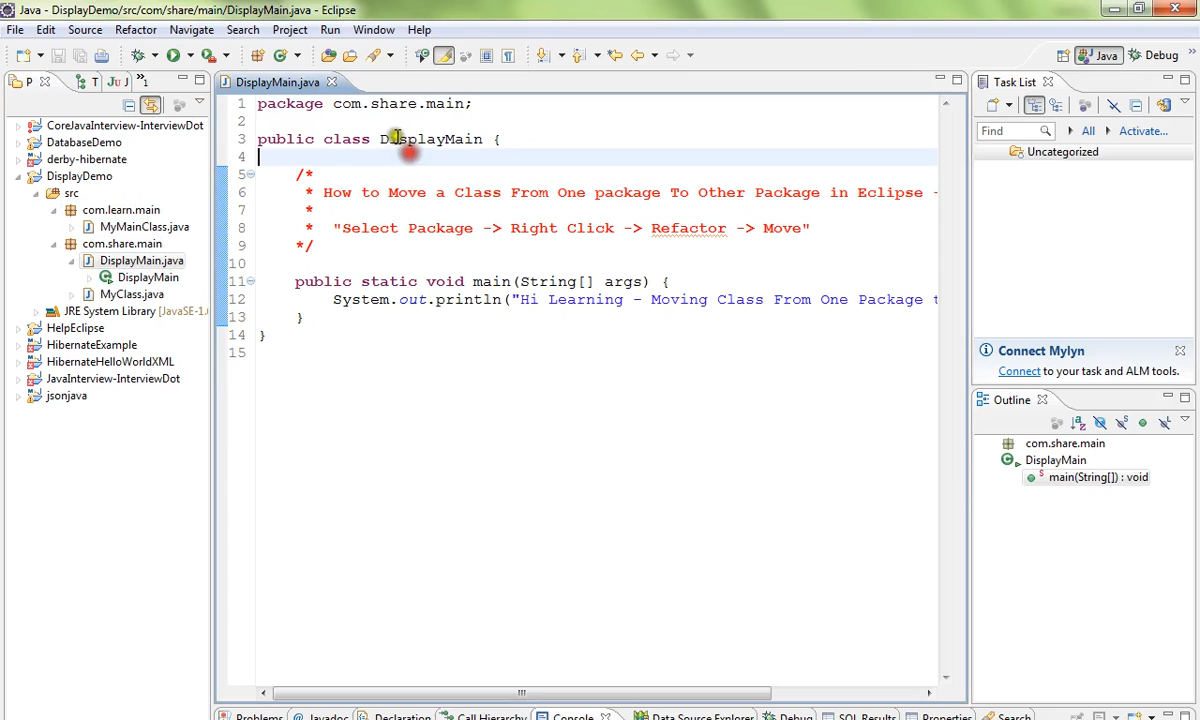 Java - DisplayDemo/src/com/share/main/DisplayMain.java - Eclipse
File Edit Source Refactor Navigate Search Project Run Window Help
Java Debug
P T Ju J »1
DisplayMain.java
Task List
CoreJavaInterview-InterviewDot
DatabaseDemo
derby-hibernate
DisplayDemo
src
com.learn.main
MyMainClass.java
com.share.main
DisplayMain.java
DisplayMain
MyClass.java
JRE System Library [JavaSE-1.
HelpEclipse
HibernateExample
HibernateHelloWorldXML
JavaInterview-InterviewDot
jsonjava
1 package com.share.main;
2
3 public class DisplayMain {
4
5 /*
6 * How to Move a Class From One package To Other Package in Eclipse -
7 *
8 * "Select Package -> Right Click -> Refactor -> Move"
9 */
10
11 public static void main(String[] args) {
12 System.out.println("Hi Learning - Moving Class From One Package t
13 }
14 }
15
Find All Activate...
Uncategorized
Connect Mylyn
Connect to your task and ALM tools.
Outline
com.share.main
DisplayMain
main(String[]) : void
Problems Javadoc Declaration Call Hierarchy Console Data Source Explorer Debug SQL Results Properties Search